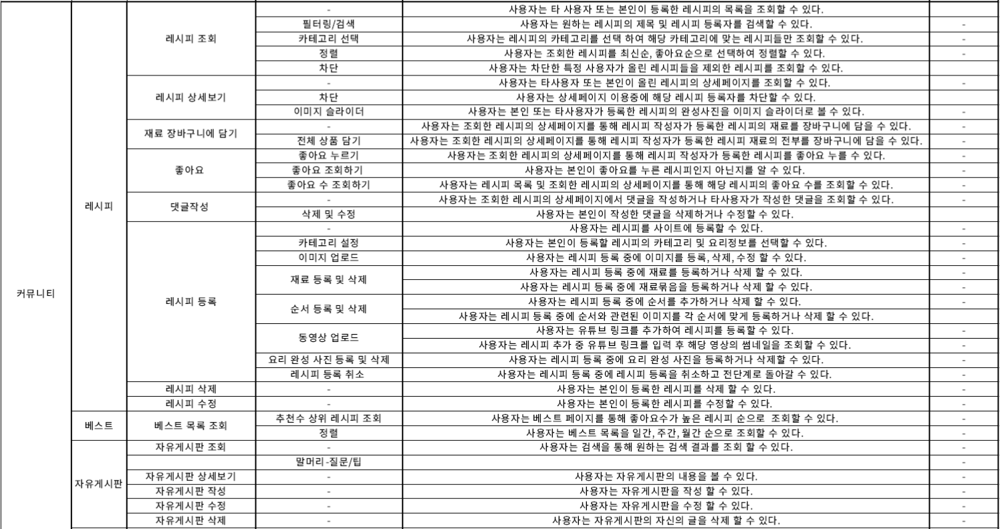 - 사용자는 타 사용자 또는 본인이 등록한 레시피의 목록을 조회할 수 있다.
필터링/검색 사용자는 원하는 레시피의 제목 및 레시피 등록자를 검색할 수 있다. -
레시피 조회 카테고리 선택 사용자는 레시피의 카테고리를 선택 하여 해당 카테고리에 맞는 레시피들만 조회할 수 있다. -
정렬 사용자는 조회한 레시피를 최신순, 좋아요순으로 선택하여 정렬할 수 있다. -
차단 사용자는 차단한 특정 사용자가 올린 레시피들을 제외한 레시피를 조회할 수 있다.
- 사용자는 타사용자 또는 본인이 올린 레시피의 상세페이지를 조회할 수 있다. -
레시피 상세보기 차단 사용자는 상세페이지 이용중에 해당 레시피 등록자를 차단할 수 있다. -
이미지 슬라이더 사용자는 본인 또는 타사용자가 등록한 레시피의 완성사진을 이미지 슬라이더로 볼 수 있다. -
재료 장바구니에 담기 - 사용자는 조회한 레시피의 상세페이지를 통해 레시피 작성자가 등록한 레시피의 재료를 장바구니에 담을 수 있다. -
전체 상품 담기 사용자는 조회한 레시피의 상세페이지를 통해 레시피 작성자가 등록한 레시피 재료의 전부를 장바구니에 담을 수 있다. -
좋아요 누르기 사용자는 조회한 레시피의 상세페이지를 통해 레시피 작성자가 등록한 레시피를 좋아요 누를 수 있다. -
좋아요 좋아요 조회하기 사용자는 본인이 좋아요를 누른 레시피인지 아닌지를 알 수 있다. -
좋아요 수 조회하기 사용자는 레시피 목록 및 조회한 레시피의 상세페이지를 통해 해당 레시피의 좋아요 수를 조회할 수 있다. -
레시피 댓글작성 - 사용자는 조회한 레시피의 상세페이지에서 댓글을 작성하거나 타사용자가 작성한 댓글을 조회할 수 있다. -
삭제 및 수정 사용자는 본인이 작성한 댓글을 삭제하거나 수정할 수 있다.
- 사용자는 레시피를 사이트에 등록할 수 있다. -
카테고리 설정 사용자는 본인이 등록할 레시피의 카테고리 및 요리정보를 선택할 수 있다. -
이미지 업로드 사용자는 레시피 등록 중에 이미지를 등록, 삭제, 수정 할 수 있다. -
재료 등록 및 삭제 사용자는 레시피 등록 중에 재료를 등록하거나 삭제 할 수 있다. -
사용자는 레시피 등록 중에 재료묶음을 등록하거나 삭제 할 수 있다. -
커뮤니티 레시피 등록 순서 등록 및 삭제 사용자는 레시피 등록 중에 순서를 추가하거나 삭제 할 수 있다. -
사용자는 레시피 등록 중에 순서와 관련된 이미지를 각 순서에 맞게 등록하거나 삭제 할 수 있다.
동영상 업로드 사용자는 유튜브 링크를 추가하여 레시피를 등록할 수 있다. -
사용자는 레시피 추가 중 유튜브 링크를 입력 후 해당 영상의 썸네일을 조회할 수 있다. -
요리 완성 사진 등록 및 삭제 사용자는 레시피 등록 중에 요리 완성 사진을 등록하거나 삭제할 수 있다. -
레시피 등록 취소 사용자는 레시피 등록 중에 레시피 등록을 취소하고 전단계로 돌아갈 수 있다. -
레시피 삭제 - 사용자는 본인이 등록한 레시피를 삭제 할 수 있다. -
레시피 수정 - 사용자는 본인이 등록한 레시피를 수정할 수 있다. -
베스트 베스트 목록 조회 추천수 상위 레시피 조회 사용자는 베스트 페이지를 통해 좋아요수가 높은 레시피 순으로 조회할 수 있다. -
정렬 사용자는 베스트 목록을 일간, 주간, 월간 순으로 조회할 수 있다. -
자유게시판 조회 - 사용자는 검색을 통해 원하는 검색 결과를 조회 할 수 있다. -
말머리-질문/팁 -
자유게시판 자유게시판 상세보기 - 사용자는 자유게시판의 내용을 볼 수 있다. -
자유게시판 작성 - 사용자는 자유게시판을 작성 할 수 있다. -
자유게시판 수정 - 사용자는 자유게시판을 수정 할 수 있다. -
자유게시판 삭제 - 사용자는 자유게시판의 자신의 글을 삭제 할 수 있다. -